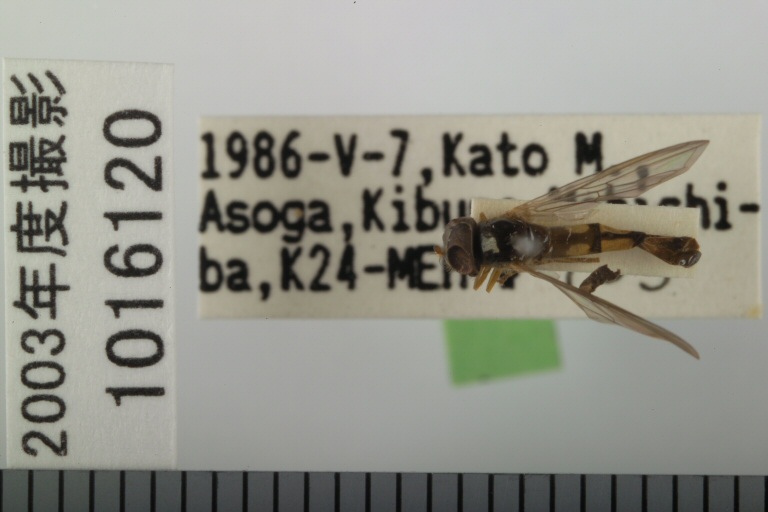 2003年度撮影
1016120
1986-V-7,Kato M
Asoga,Kibu
ba,K24-ME